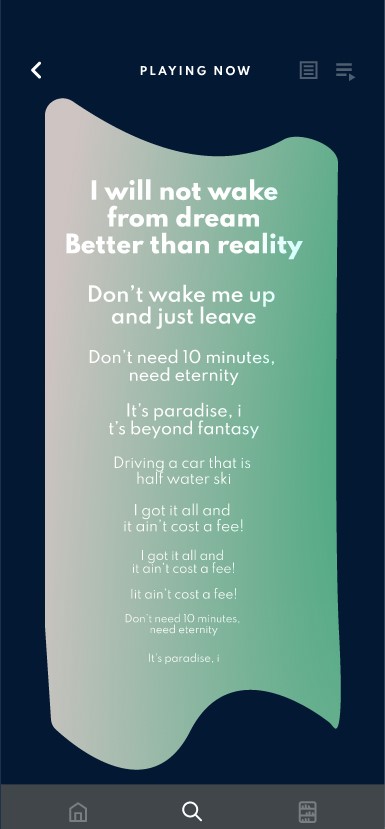 PLAYING NOW
I will not wake
from dream
Better than reality
Don't wake me up
and just leave
Don't need 10 minutes,
need eternity
It's paradise, i
t's beyond fantasy
Driving a car that is
half water ski
I got it all and
it ain't cost a fee!
I got it all and
it ain't cost a fee!
Iit ain't cost a fee!
Don't need 10 minutes,
need eternity
It's paradise, i